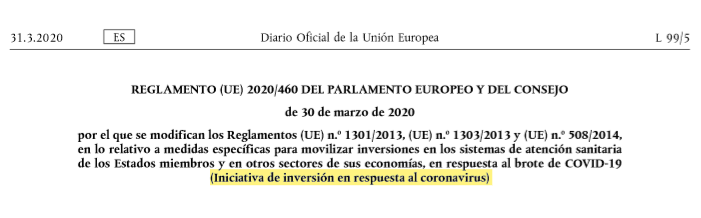 31.3.2020 ES Diario Oficial de la Unión Europea L 99/5
REGLAMENTO (UE) 2020/460 DEL PARLAMENTO EUROPEO Y DEL CONSEJO
de 30 de marzo de 2020
por el que se modifican los Reglamentos (UE) n.º 1301/2013, (UE) n.º 1303/2013 y (UE) n.º 508/2014,
en lo relativo a medidas específicas para movilizar inversiones en los sistemas de atención sanitaria
de los Estados miembros y en otros sectores de sus economías, en respuesta al brote de COVID-19
(Iniciativa de inversión en respuesta al coronavirus)